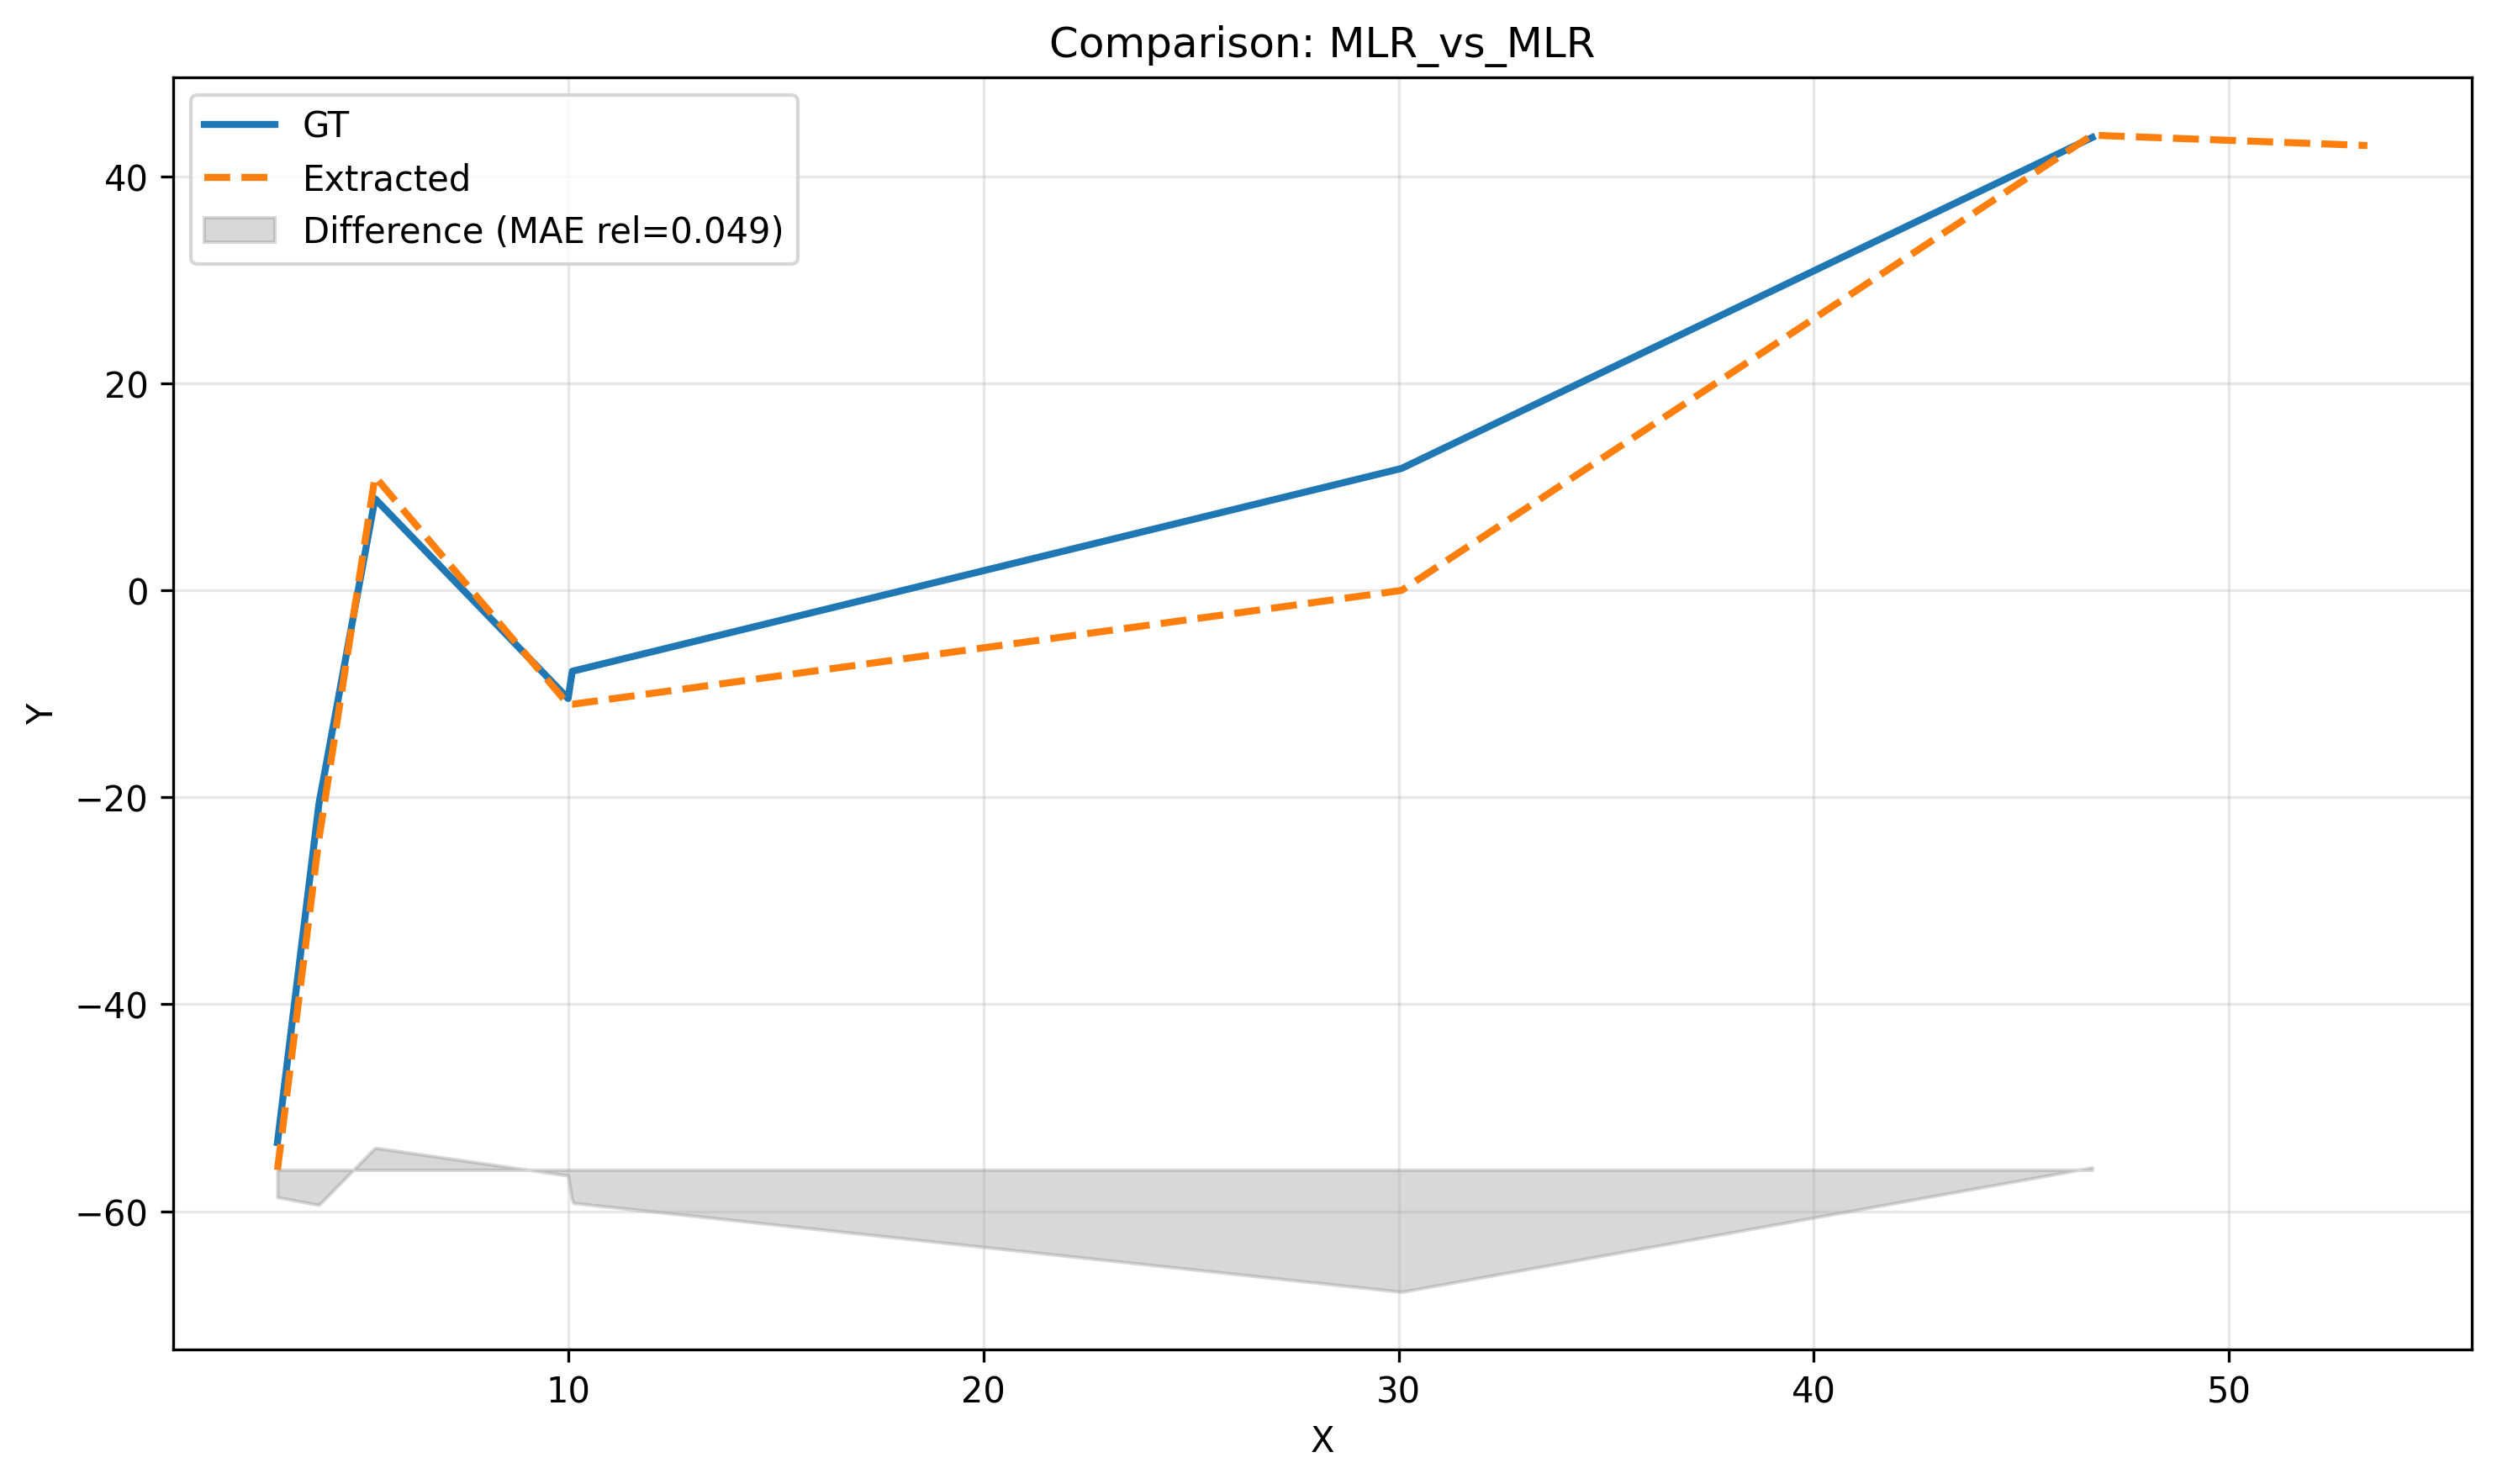 Comparison: MLR_vs_MLR
GT
Extracted
Difference (MAE rel=0.049)
40
20
0
−20
−40
−60
Y
10 20 30 40 50
X